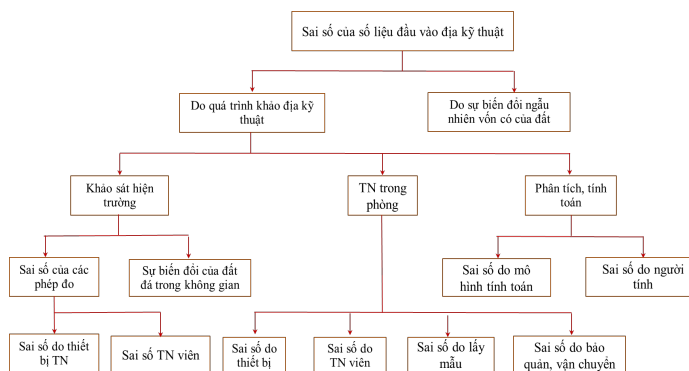 Sai số của số liệu đầu vào địa kỹ thuật
Do quá trình khảo địa kỹ
thuật
Do sự biến đổi ngẫu
nhiên vốn có của đất
Khảo sát hiện
trường
TN trong
phòng
Phân tích, tính
toán
Sai số của các
phép đo
Sự biến đổi của đất
đá trong không gian
Sai số do mô
hình tính toán
Sai số do người
tính
Sai số do thiết
bị TN
Sai số TN viên
Sai số do
thiết bị
Sai số do
TN viên
Sai số do lấy
mẫu
Sai số do bảo
quản, vận chuyển